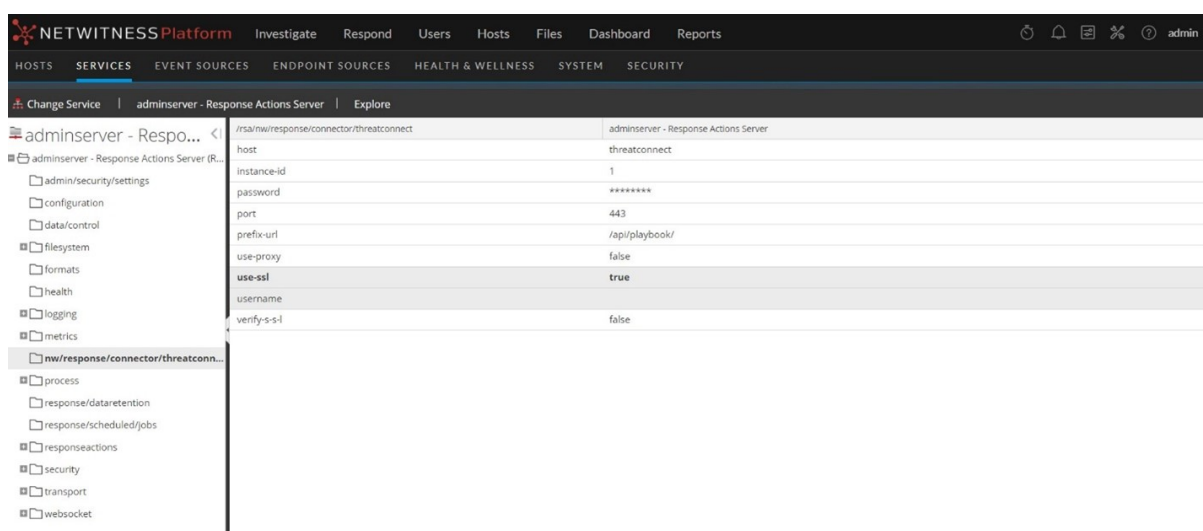 NETWITNESS Platform Investigate Respond Users Hosts Files Dashboard Reports admin
HOSTS SERVICES EVENT SOURCES ENDPOINT SOURCES HEALTH & WELLNESS SYSTEM SECURITY
Change Service | adminserver - Response Actions Server | Explore
adminserver - Respo...
adminserver - Response Actions Server (R...
admin/security/settings
configuration
data/control
filesystem
formats
health
logging
metrics
nw/response/connector/threatconn...
process
response/dataretention
response/scheduled/jobs
responseactions
security
transport
websocket
/rsa/nw/response/connector/threatconnect adminserver - Response Actions Server
host threatconnect
instance-id 1
password ********
port 443
prefix-url /api/playbook/
use-proxy false
use-ssl true
username
verify-s-s-l false